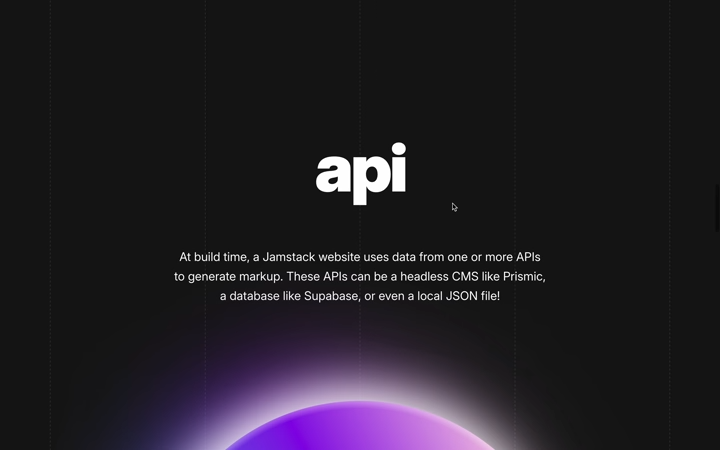 api
At build time, a Jamstack website uses data from one or more APIs
to generate markup. These APIs can be a headless CMS like Prismic,
a database like Supabase, or even a local JSON file!